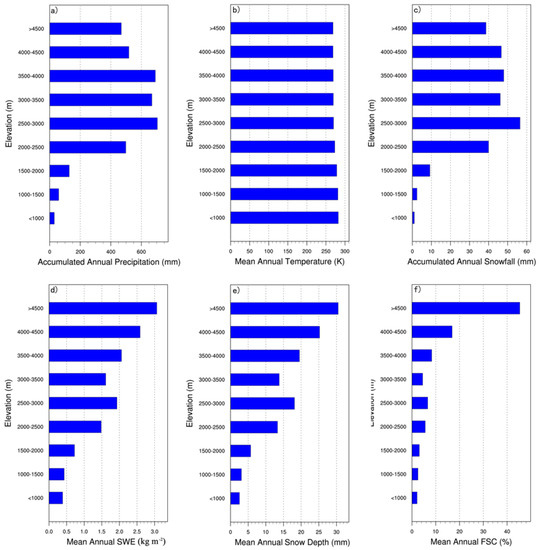 a)
>4500
4000-4500
3500-4000
3000-3500
2500-3000
2000-2500
1500-2000
1000-1500
<1000
Elevation (m)
0 200 400 600
Accumulated Annual Precipitation (mm)
b)
>4500
4000-4500
3500-4000
3000-3500
2500-3000
2000-2500
1500-2000
1000-1500
<1000
Elevation (m)
0 50 100 150 200 250 300
Mean Annual Temperature (K)
c)
>4500
4000-4500
3500-4000
3000-3500
2500-3000
2000-2500
1500-2000
1000-1500
<1000
Elevation (m)
0 10 20 30 40 50 60
Accumulated Annual Snowfall (mm)
d)
>4500
4000-4500
3500-4000
3000-3500
2500-3000
2000-2500
1500-2000
1000-1500
<1000
Elevation (m)
0.0 0.5 1.0 1.5 2.0 2.5 3.0
Mean Annual SWE (kg m⁻²)
e)
>4500
4000-4500
3500-4000
3000-3500
2500-3000
2000-2500
1500-2000
1000-1500
<1000
Elevation (m)
0 5 10 15 20 25 30
Mean Annual Snow Depth (mm)
f)
>4500
4000-4500
3500-4000
3000-3500
2500-3000
2000-2500
1500-2000
1000-1500
<1000
Elevation (m)
0 10 20 30 40
Mean Annual FSC (%)